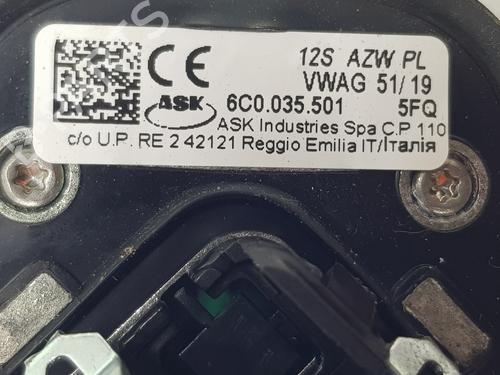 12S AZW PL
CE
VWAG 51/19
ASK
6C0.035.501 5FQ
ASK Industries Spa C.P 110
c/o U.P. RE 2 42121 Reggio Emilia IT/Італія